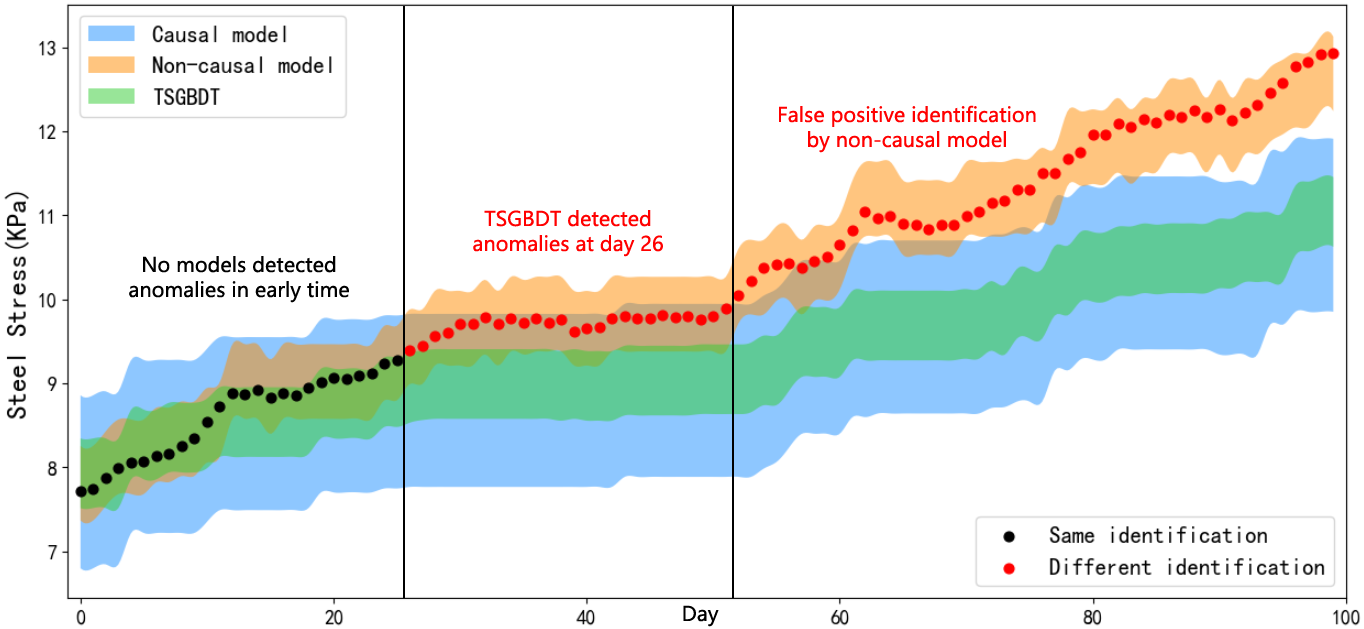 Causal model
Non-causal model
TSGBDT
False positive identification
by non-causal model
TSGBDT detected
anomalies at day 26
No models detected
anomalies in early time
Steel Stress(KPa)
13
12
11
10
9
8
7
Same identification
Different identification
0
20
40
60
80
100
Day